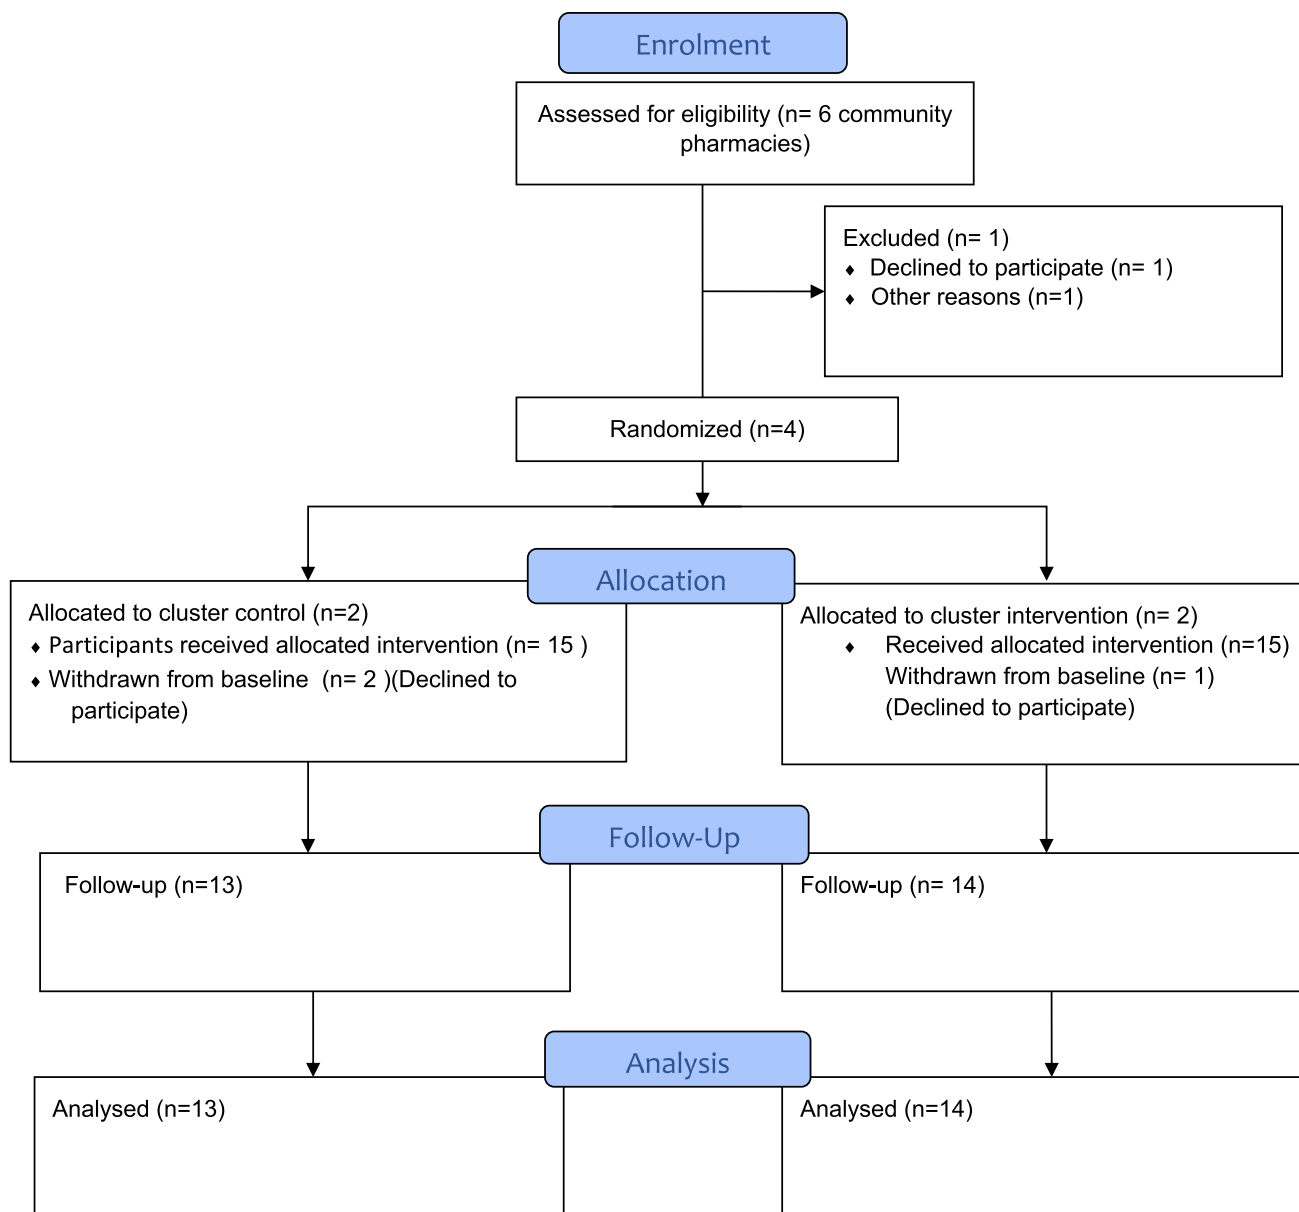 Enrolment
Assessed for eligibility (n= 6 community
pharmacies)
Excluded (n= 1)
♦ Declined to participate (n= 1)
♦ Other reasons (n=1)
Randomized (n=4)
Allocation
Allocated to cluster control (n=2)
♦ Participants received allocated intervention (n= 15 )
♦ Withdrawn from baseline (n= 2 )(Declined to
participate)
Allocated to cluster intervention (n= 2)
♦ Received allocated intervention (n=15)
Withdrawn from baseline (n= 1)
(Declined to participate)
Follow-Up
Follow-up (n=13)
Follow-up (n= 14)
Analysis
Analysed (n=13)
Analysed (n=14)